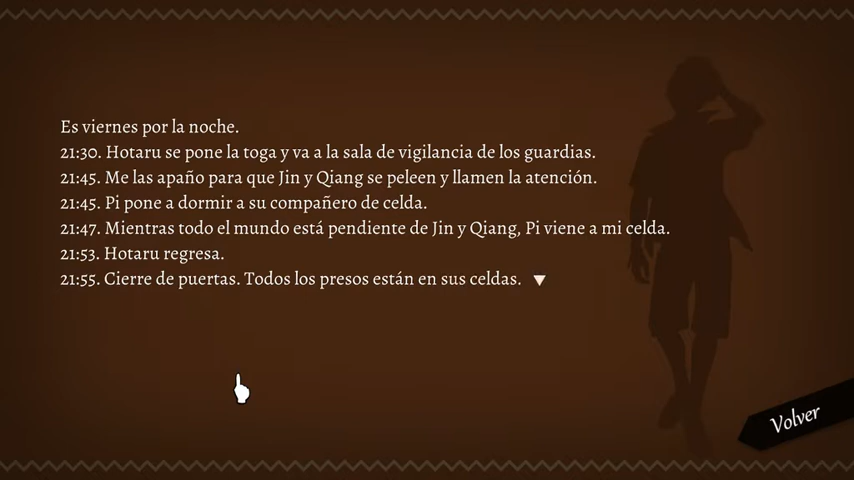 Es viernes por la noche.
21:30. Hotaru se pone la toga y va a la sala de vigilancia de los guardias.
21:45. Me las apaño para que Jin y Qiang se peleen y llamen la atención.
21:45. Pi pone a dormir a su compañero de celda.
21:47. Mientras todo el mundo está pendiente de Jin y Qiang, Pi viene a mi celda.
21:53. Hotaru regresa.
21:55. Cierre de puertas. Todos los presos están en sus celdas.
Volver